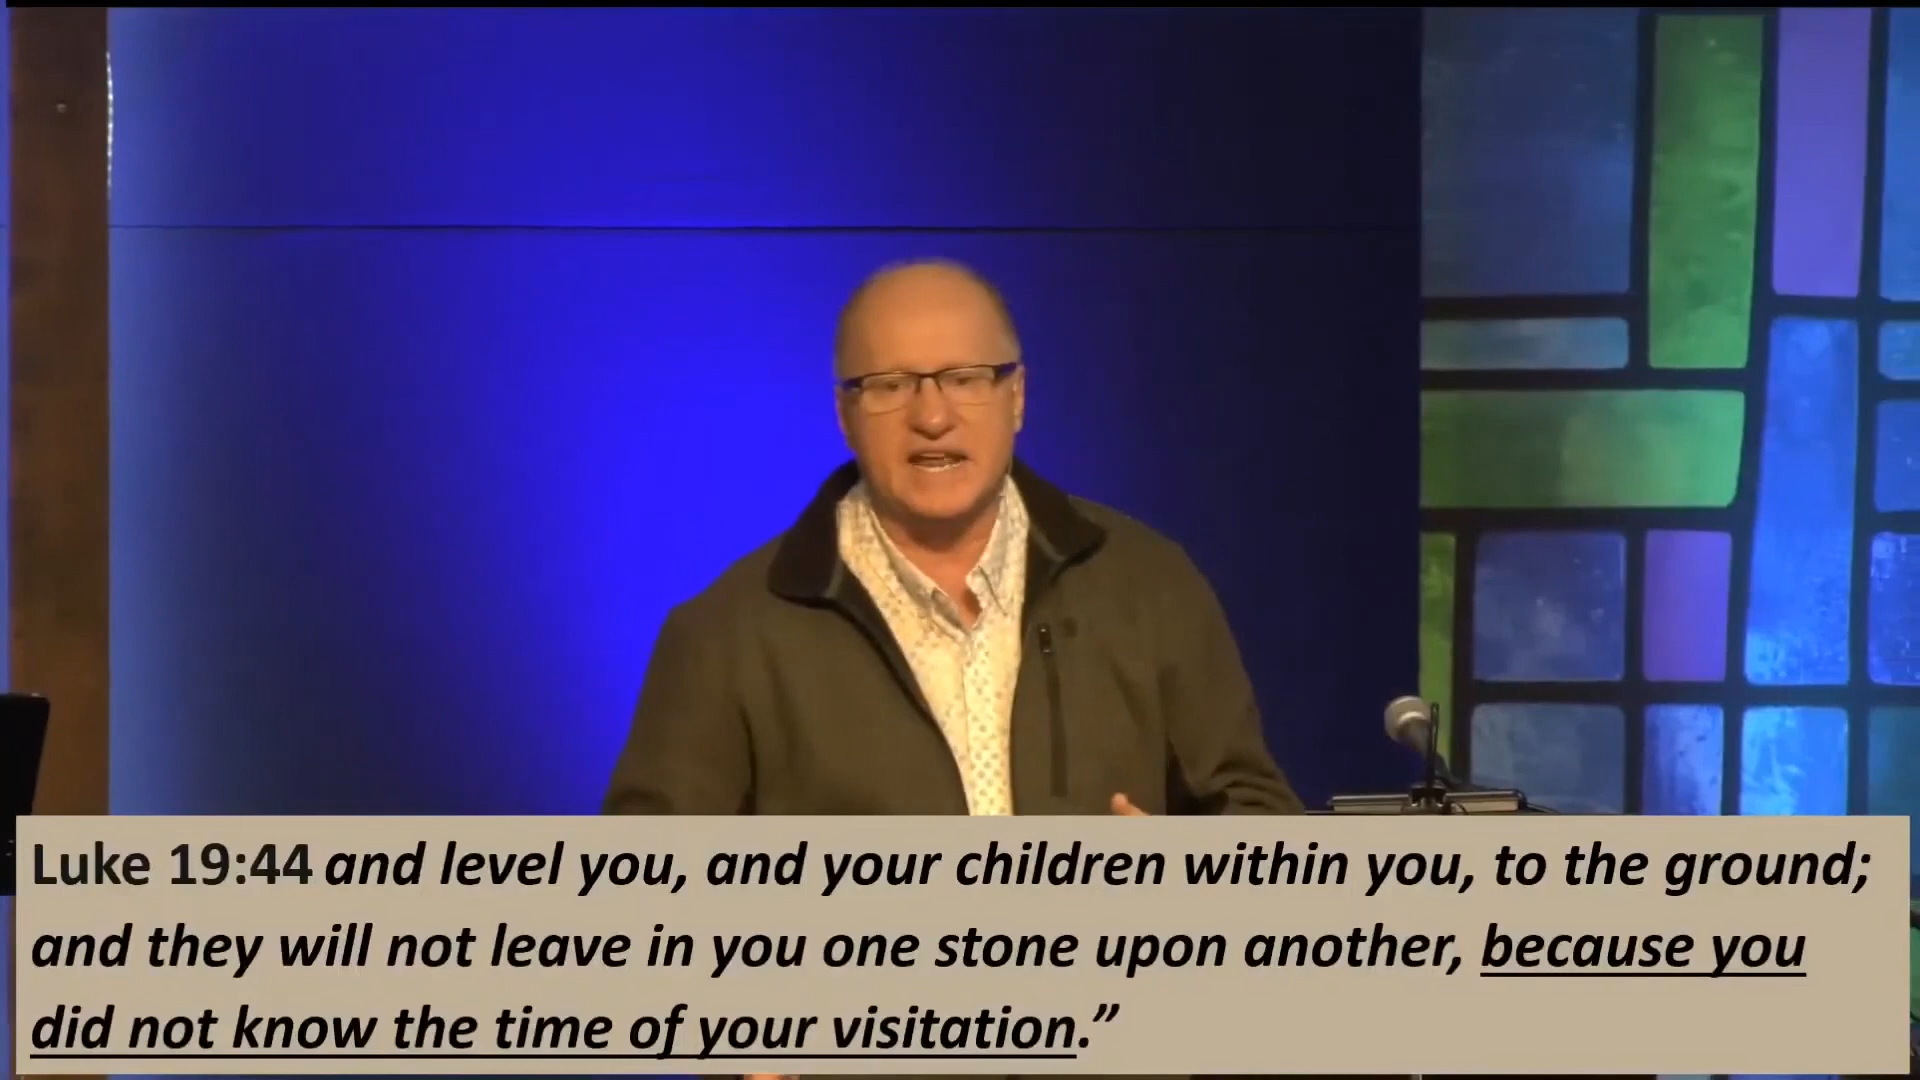 Luke 19:44 and level you, and your children within you, to the ground;
and they will not leave in you one stone upon another, because you
did not know the time of your visitation.”